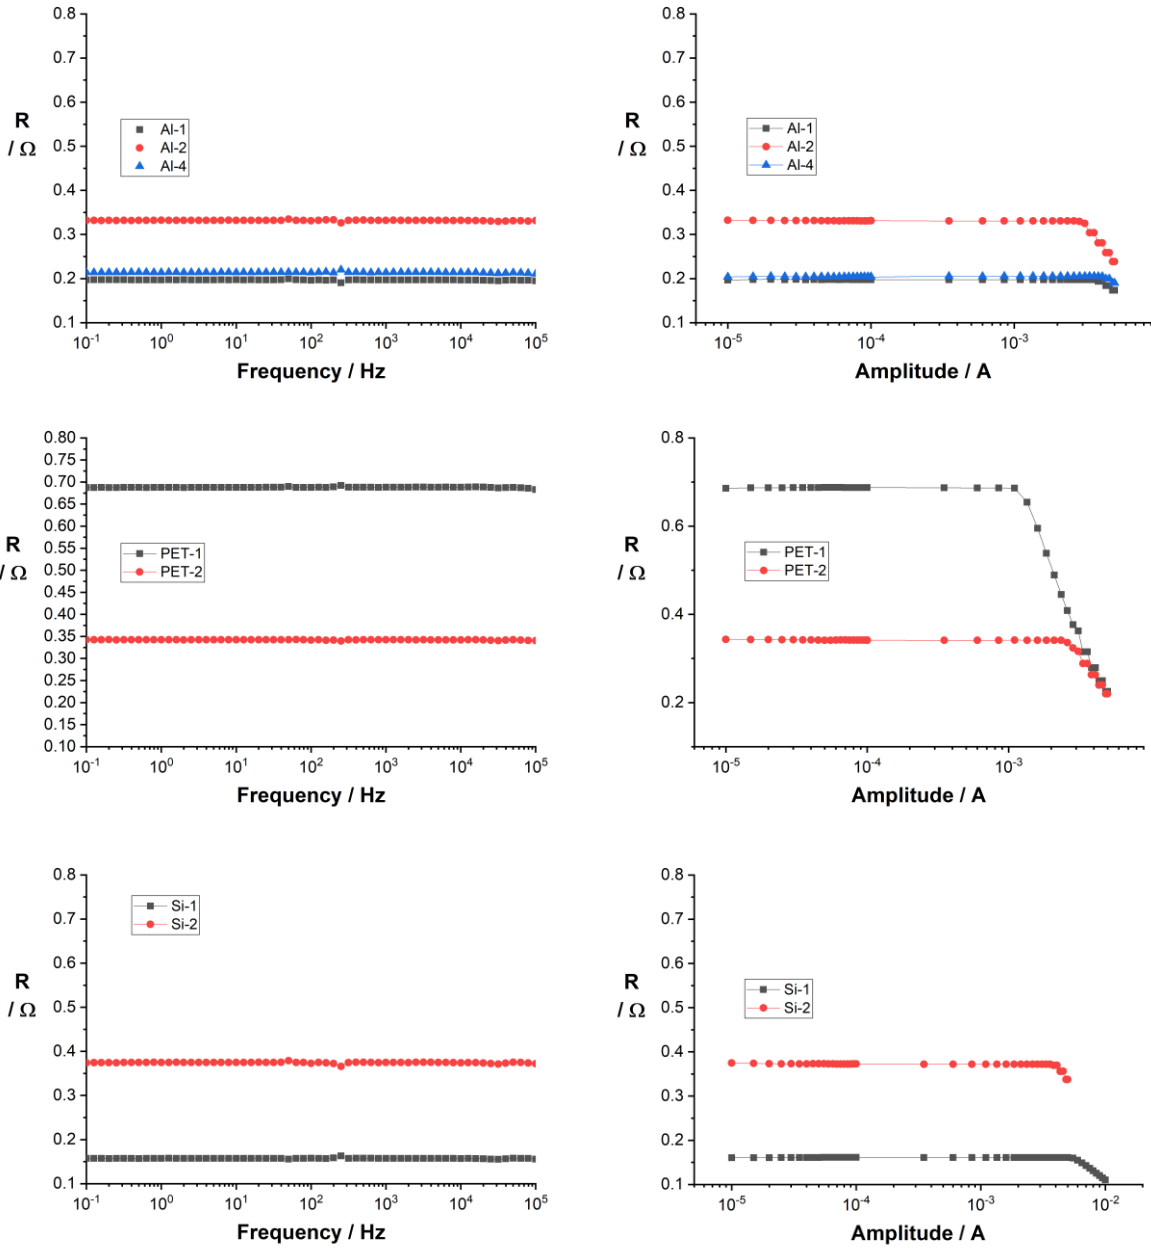 0.8
0.7
0.6
0.5
0.4
0.3
0.2
0.1
R
/ Ω
Al-1
Al-2
Al-4
10⁻¹ 10⁰ 10¹ 10² 10³ 10⁴ 10⁵
Frequency / Hz
0.8
0.7
0.6
0.5
0.4
0.3
0.2
0.1
R
/ Ω
Al-1
Al-2
Al-4
10⁻⁵ 10⁻⁴ 10⁻³
Amplitude / A
0.80
0.75
0.70
0.65
0.60
0.55
0.50
0.45
0.40
0.35
0.30
0.25
0.20
0.15
0.10
R
/ Ω
PET-1
PET-2
10⁻¹ 10⁰ 10¹ 10² 10³ 10⁴ 10⁵
Frequency / Hz
0.8
0.6
0.4
0.2
R
/ Ω
PET-1
PET-2
10⁻⁵ 10⁻⁴ 10⁻³
Amplitude / A
0.8
0.7
0.6
0.5
0.4
0.3
0.2
0.1
R
/ Ω
Si-1
Si-2
10⁻¹ 10⁰ 10¹ 10² 10³ 10⁴ 10⁵
Frequency / Hz
0.8
0.7
0.6
0.5
0.4
0.3
0.2
0.1
R
/ Ω
Si-1
Si-2
10⁻⁵ 10⁻⁴ 10⁻³ 10⁻²
Amplitude / A